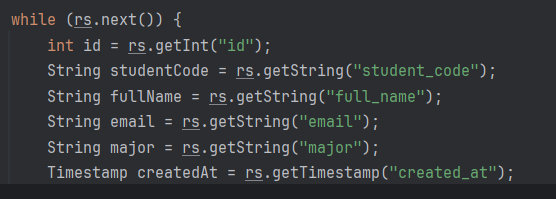 while (rs.next()) {
int id = rs.getInt("id");
String studentCode = rs.getString("student_code");
String fullName = rs.getString("full_name");
String email = rs.getString("email");
String major = rs.getString("major");
Timestamp createdAt = rs.getTimestamp("created_at");